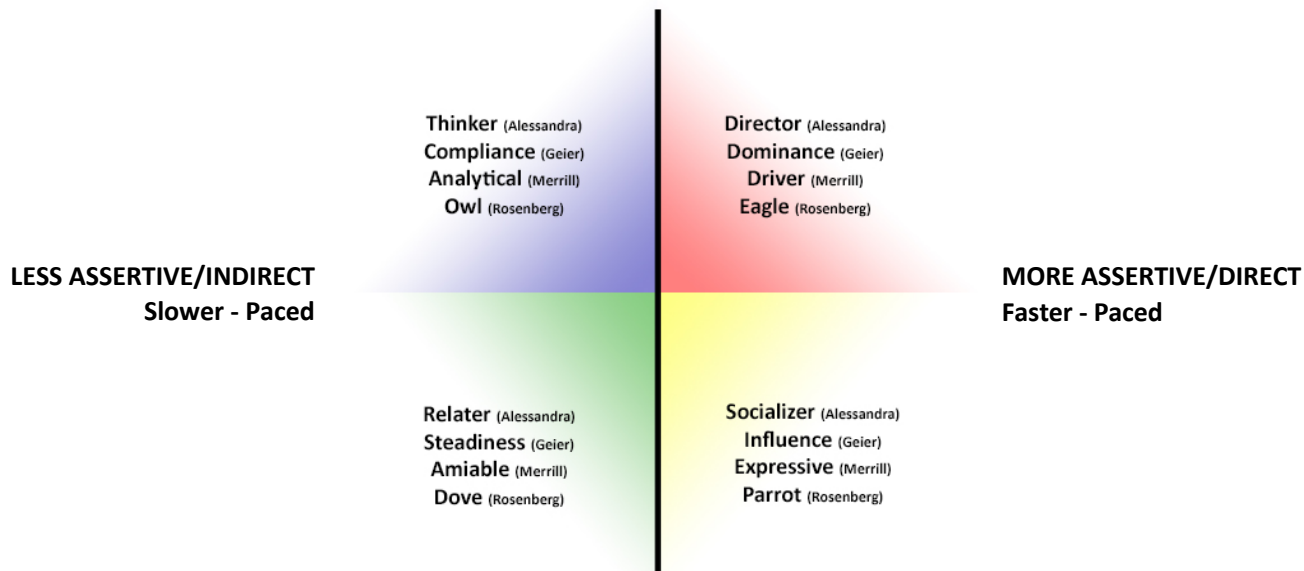 Thinker (Alessandra)
Compliance (Geier)
Analytical (Merrill)
Owl (Rosenberg)
Director (Alessandra)
Dominance (Geier)
Driver (Merrill)
Eagle (Rosenberg)
LESS ASSERTIVE/INDIRECT
Slower - Paced
MORE ASSERTIVE/DIRECT
Faster - Paced
Relater (Alessandra)
Steadiness (Geier)
Amiable (Merrill)
Dove (Rosenberg)
Socializer (Alessandra)
Influence (Geier)
Expressive (Merrill)
Parrot (Rosenberg)